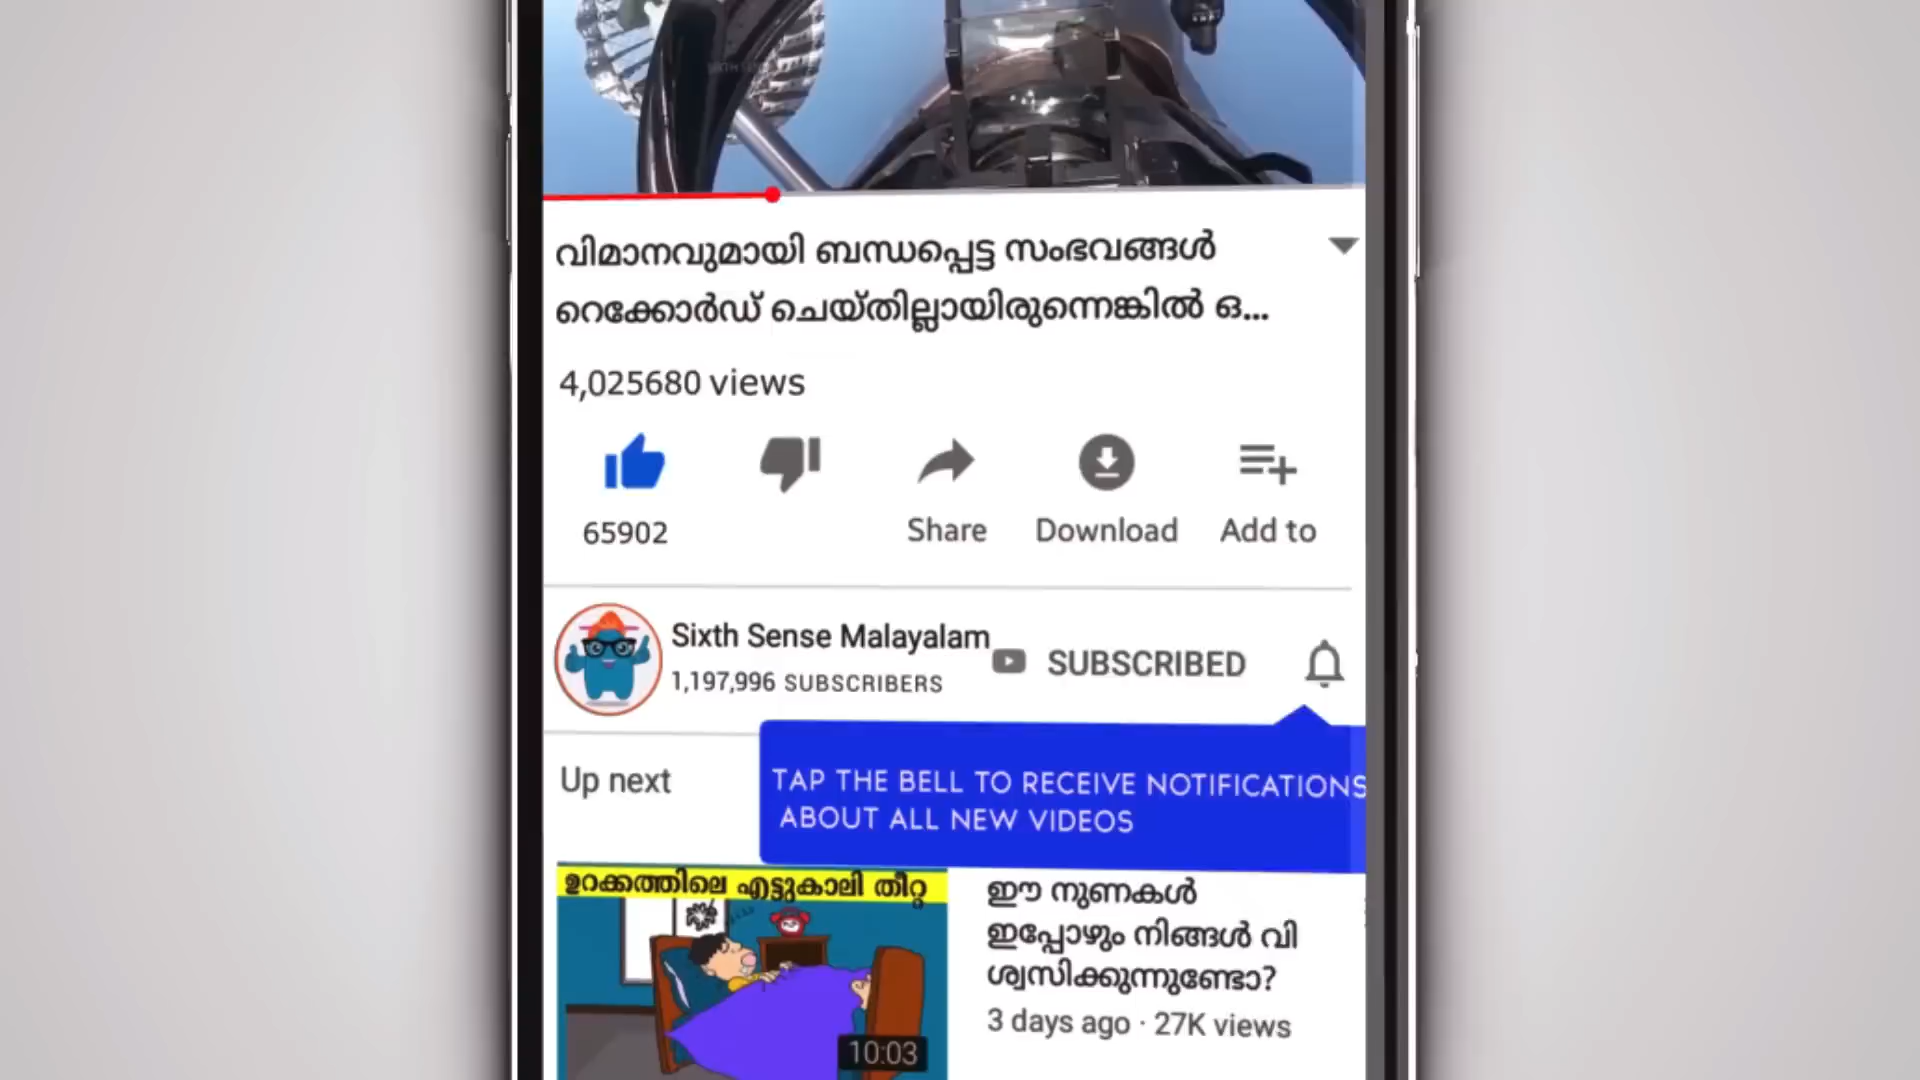 വിമാനവുമായി ബന്ധപ്പെട്ട സംഭവങ്ങൾ
റെക്കോർഡ് ചെയ്തില്ലായിരുന്നെങ്കിൽ ഒ...
4,025680 views
65902
Share
Download
Add to
Sixth Sense Malayalam
1,197,996 SUBSCRIBERS
SUBSCRIBED
Up next
TAP THE BELL TO RECEIVE NOTIFICATIONS
ABOUT ALL NEW VIDEOS
ഉറക്കത്തിലെ എട്ടുകാലി തീറ്റ
10:03
ഈ നുണകൾ
ഇപ്പോഴും നിങ്ങൾ വി
ശ്വസിക്കുന്നുണ്ടോ?
3 days ago · 27K views